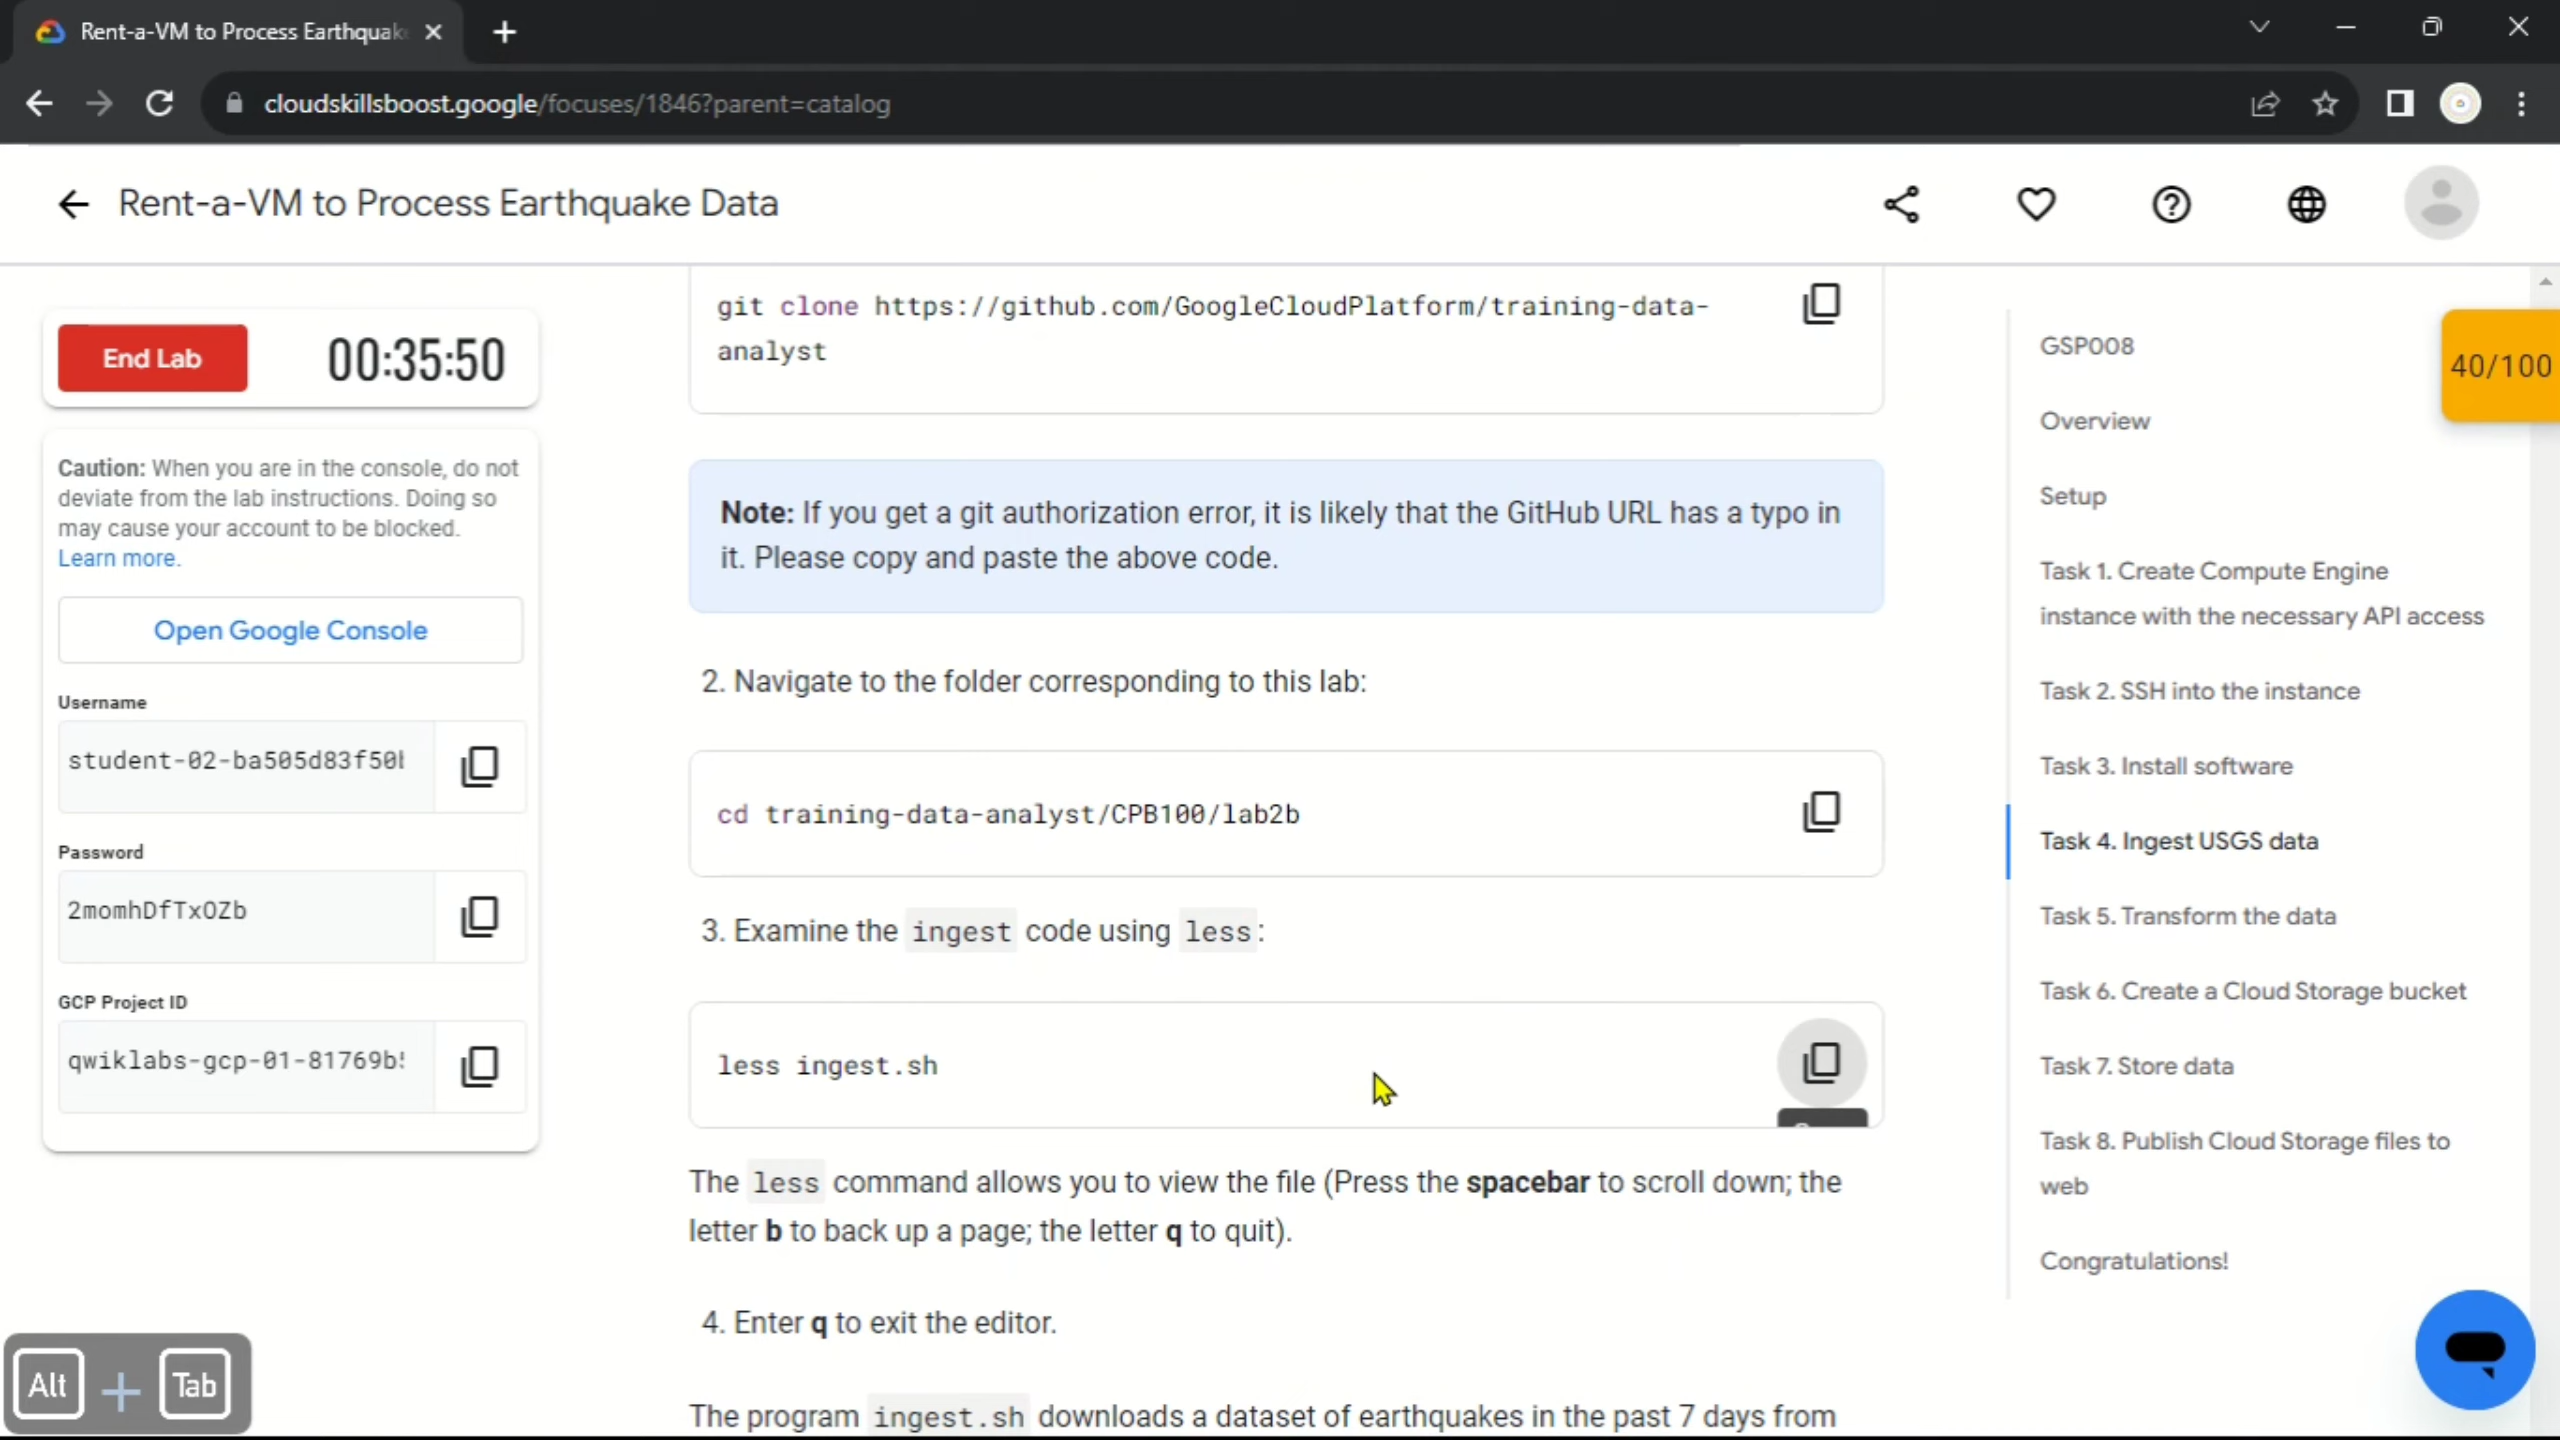 Rent-a-VM to Process Earthquak
cloudskillsboost.google/focuses/1846?parent=catalog
Rent-a-VM to Process Earthquake Data
End Lab
00:35:50
Caution: When you are in the console, do not
deviate from the lab instructions. Doing so
may cause your account to be blocked.
Learn more.
Open Google Console
Username
student-02-ba505d83f50
Password
2momhDfTxOZb
GCP Project ID
qwiklabs-gcp-01-81769b
Alt + Tab
git clone https://github.com/GoogleCloudPlatform/training-data-
analyst
Note: If you get a git authorization error, it is likely that the GitHub URL has a typo in
it. Please copy and paste the above code.
2. Navigate to the folder corresponding to this lab:
cd training-data-analyst/CPB100/lab2b
3. Examine the ingest code using less:
less ingest.sh
The less command allows you to view the file (Press the spacebar to scroll down; the
letter b to back up a page; the letter q to quit).
4. Enter q to exit the editor.
The program ingest.sh downloads a dataset of earthquakes in the past 7 days from
GSP008
Overview
Setup
Task 1. Create Compute Engine
instance with the necessary API access
Task 2. SSH into the instance
Task 3. Install software
Task 4. Ingest USGS data
Task 5. Transform the data
Task 6. Create a Cloud Storage bucket
Task 7. Store data
Task 8. Publish Cloud Storage files to
web
Congratulations!
40/100